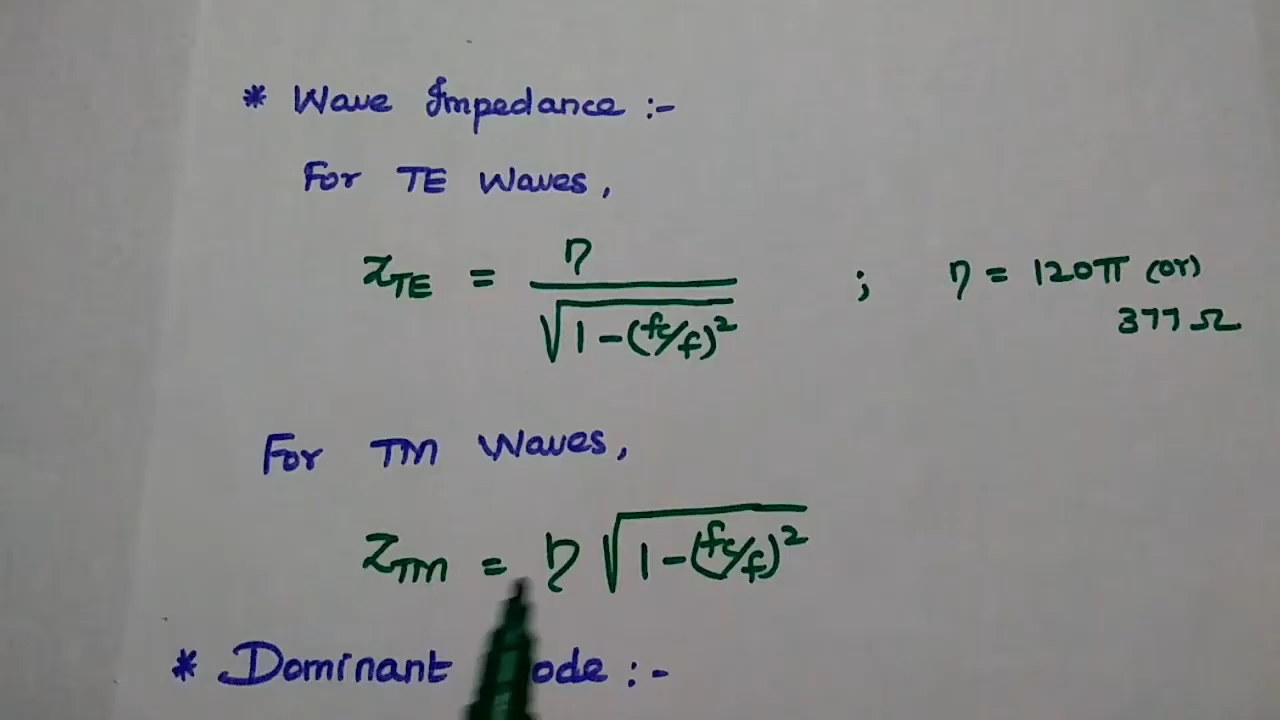 * Wave Impedance :-
For TE Waves,
Z_TE = η / √(1-(fc/f)²) ; η = 120π (or)
377 Ω
For TM Waves,
Z_TM = η √(1-(fc/f)²)
* Dominant ode :-